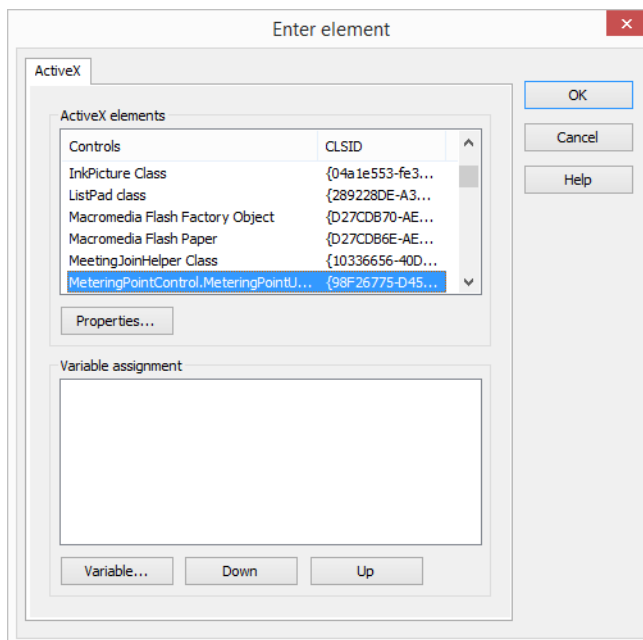 Enter element
ActiveX
OK
Cancel
Help
ActiveX elements
Controls CLSID
InkPicture Class {04a1e553-fe3...
ListPad class {289228DE-A3...
Macromedia Flash Factory Object {D27CDB70-AE...
Macromedia Flash Paper {D27CDB6E-AE...
MeetingJoinHelper Class {10336656-40D...
MeteringPointControl.MeteringPointU... {98F26775-D45...
Properties...
Variable assignment
Variable... Down Up